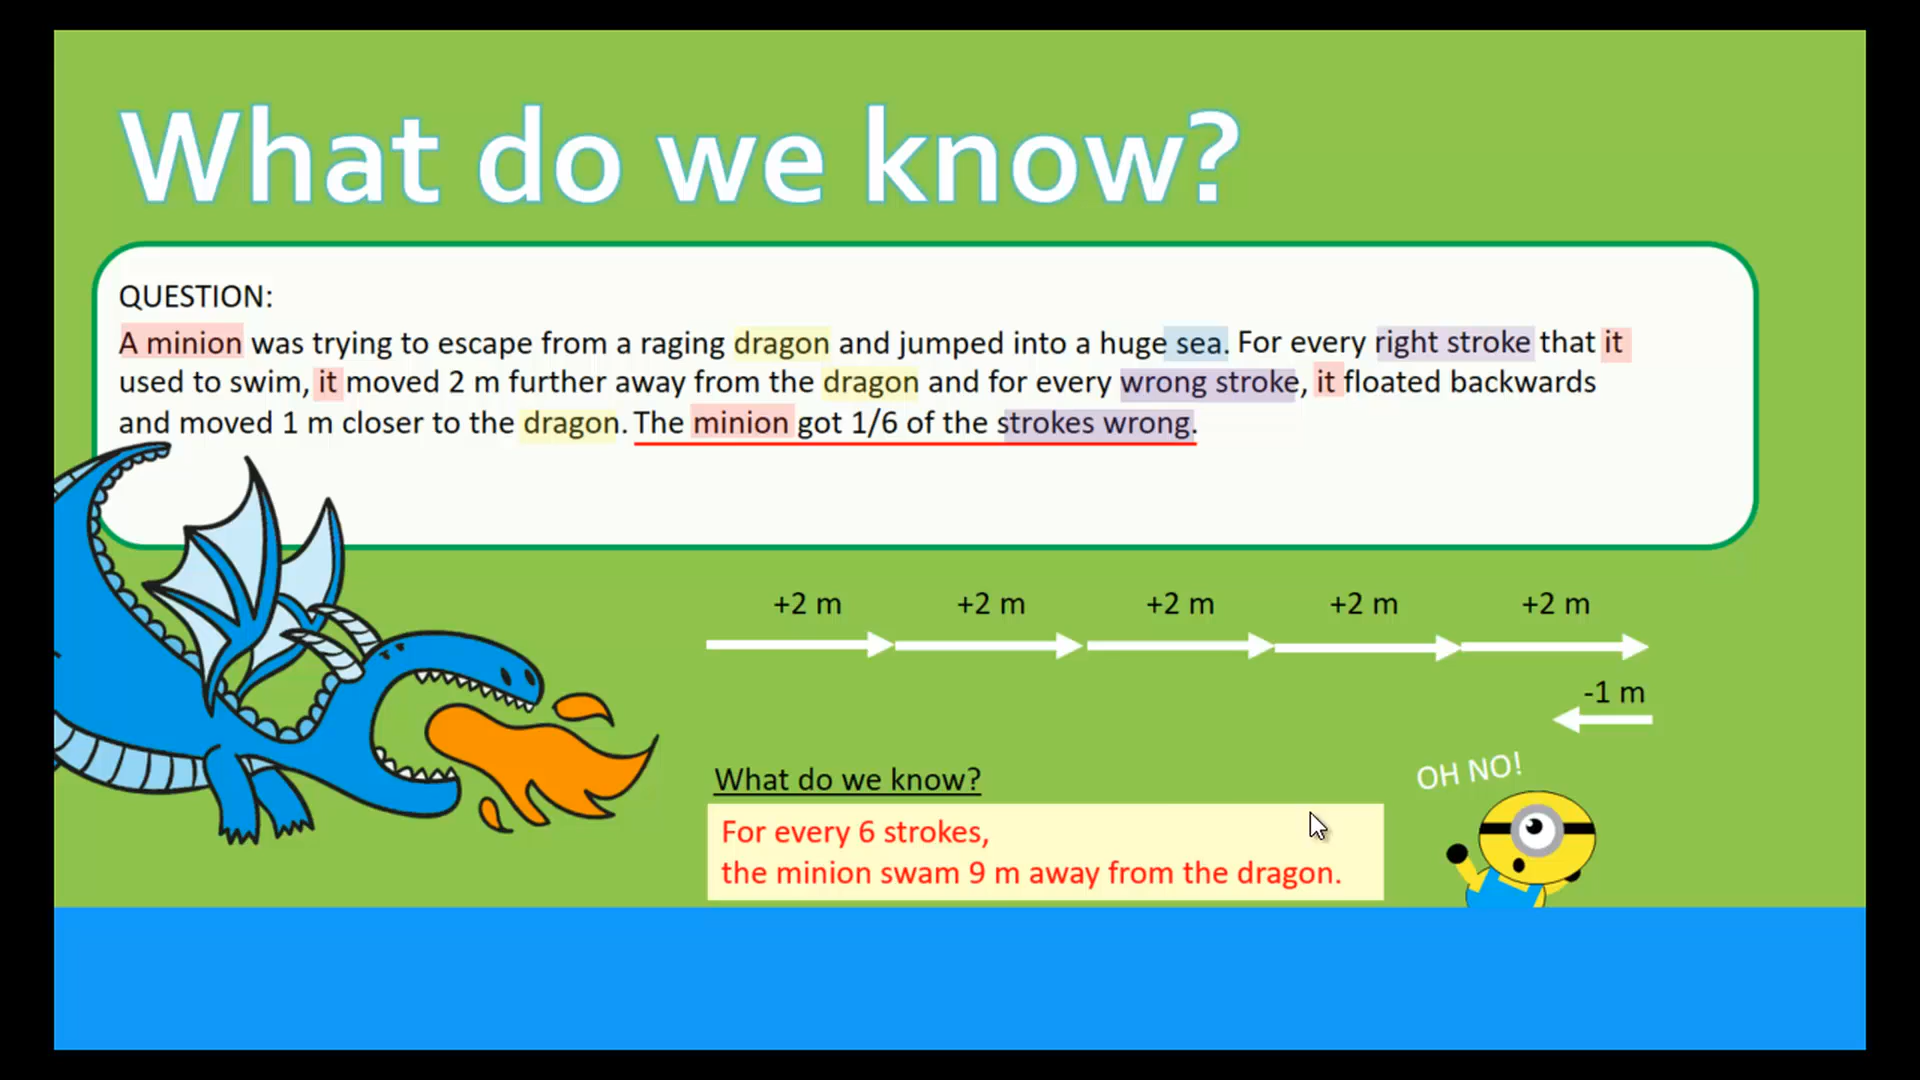 What do we know?
QUESTION:
A minion was trying to escape from a raging dragon and jumped into a huge sea. For every right stroke that it
used to swim, it moved 2 m further away from the dragon and for every wrong stroke, it floated backwards
and moved 1 m closer to the dragon. The minion got 1/6 of the strokes wrong.
+2 m +2 m +2 m +2 m +2 m
-1 m
OH NO!
What do we know?
For every 6 strokes,
the minion swam 9 m away from the dragon.